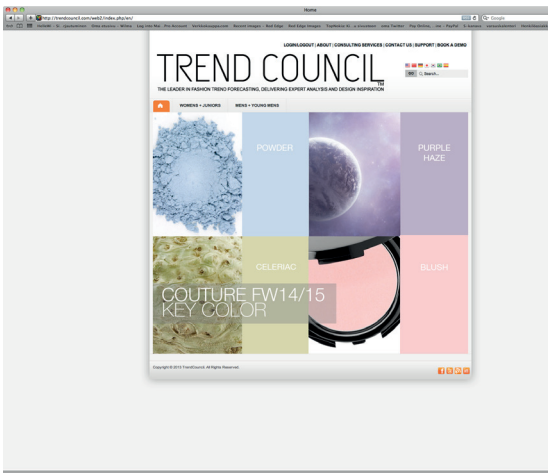 Home
http://trendcouncil.com/web2/index.php/en/
Google
LOGIN/LOGOUT | ABOUT | CONSULTING SERVICES | CONTACT US | SUPPORT | BOOK A DEMO
TREND COUNCIL
TM
THE LEADER IN FASHION TREND FORECASTING, DELIVERING EXPERT ANALYSIS AND DESIGN INSPIRATION
GO Search...
WOMENS + JUNIORS MENS + YOUNG MENS
POWDER
PURPLE
HAZE
CELERIAC
BLUSH
COUTURE FW14/15
KEY COLOR
Copyright © 2013 TrendCouncil. All Rights Reserved.